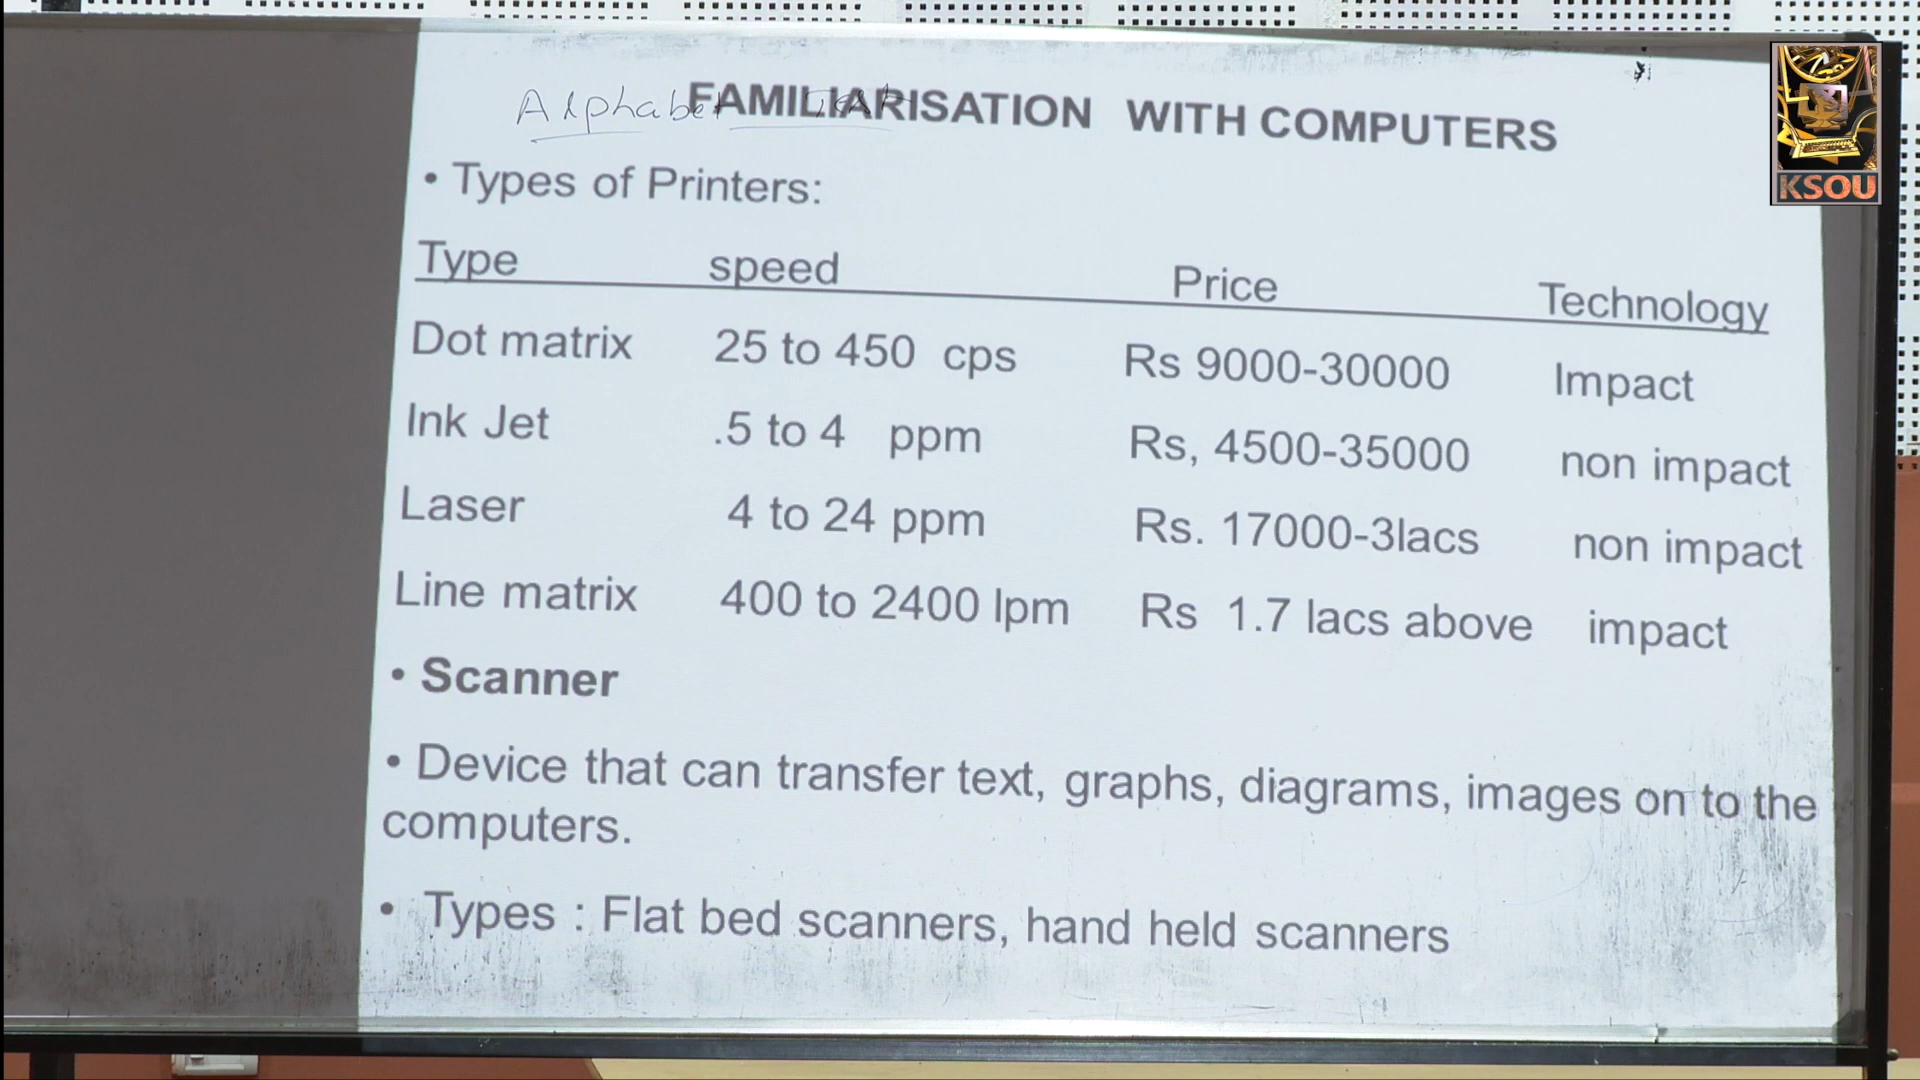 FAMILIARISATION WITH COMPUTERS
Alphabet
• Types of Printers:
Type speed Price Technology
Dot matrix 25 to 450 cps Rs 9000-30000 Impact
Ink Jet .5 to 4 ppm Rs, 4500-35000 non impact
Laser 4 to 24 ppm Rs. 17000-3lacs non impact
Line matrix 400 to 2400 lpm Rs 1.7 lacs above impact
• Scanner
• Device that can transfer text, graphs, diagrams, images on to the
computers.
• Types : Flat bed scanners, hand held scanners
KSOU